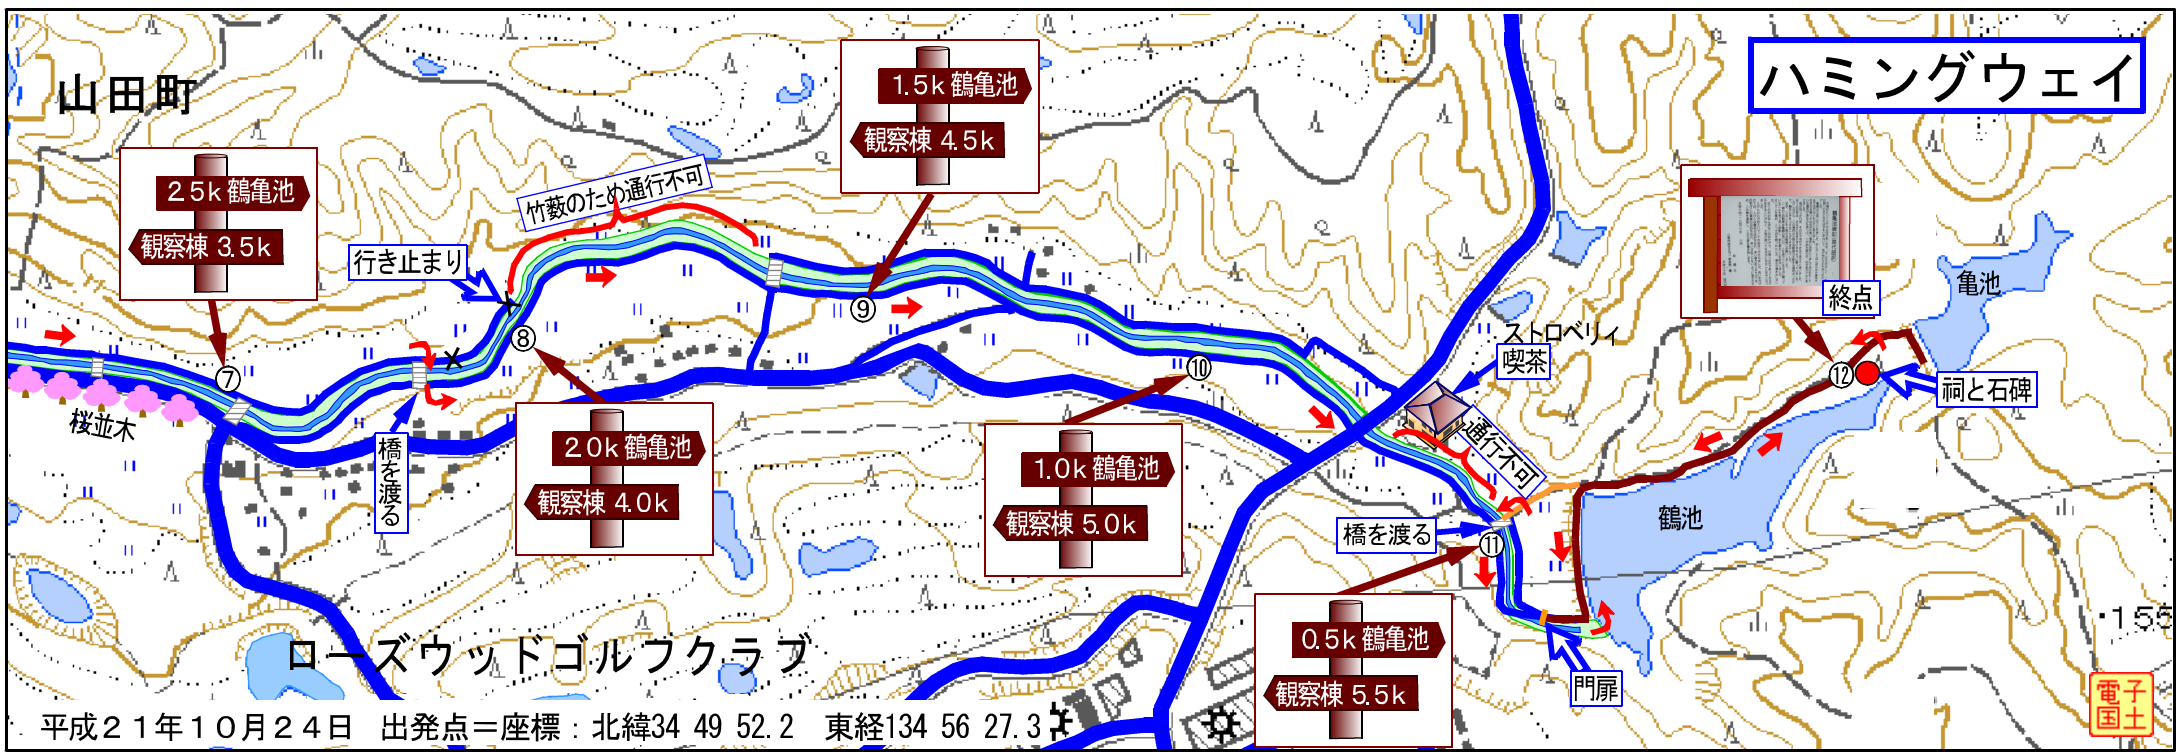 山田町
ハミングウェイ
2.5k 鶴亀池
観察棟 3.5k
行き止まり
竹薮のため通行不可
1.5k 鶴亀池
観察棟 4.5k
⑦
桜並木
橋を渡る
⑧
2.0k 鶴亀池
観察棟 4.0k
⑨
⑩
1.0k 鶴亀池
観察棟 5.0k
ストロベリィ
喫茶
通行不可
橋を渡る
⑪
0.5k 鶴亀池
観察棟 5.5k
門扉
鶴池
亀池
終点
⑫
祠と石碑
・155
ローズウッドゴルフクラブ
平成21年10月24日 出発点＝座標：北緯34 49 52.2 東経134 56 27.3
電子
国土